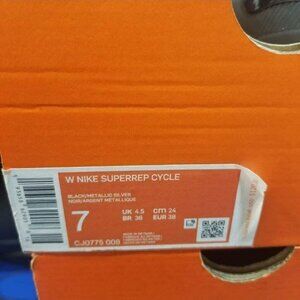 W NIKE SUPERREP CYCLE
BLACK/METALLIC SILVER
NOIR/ARGENT METALLIQUE
7
UK 4.5 cm 24
BR 36 EUR 38
CJ0775 008